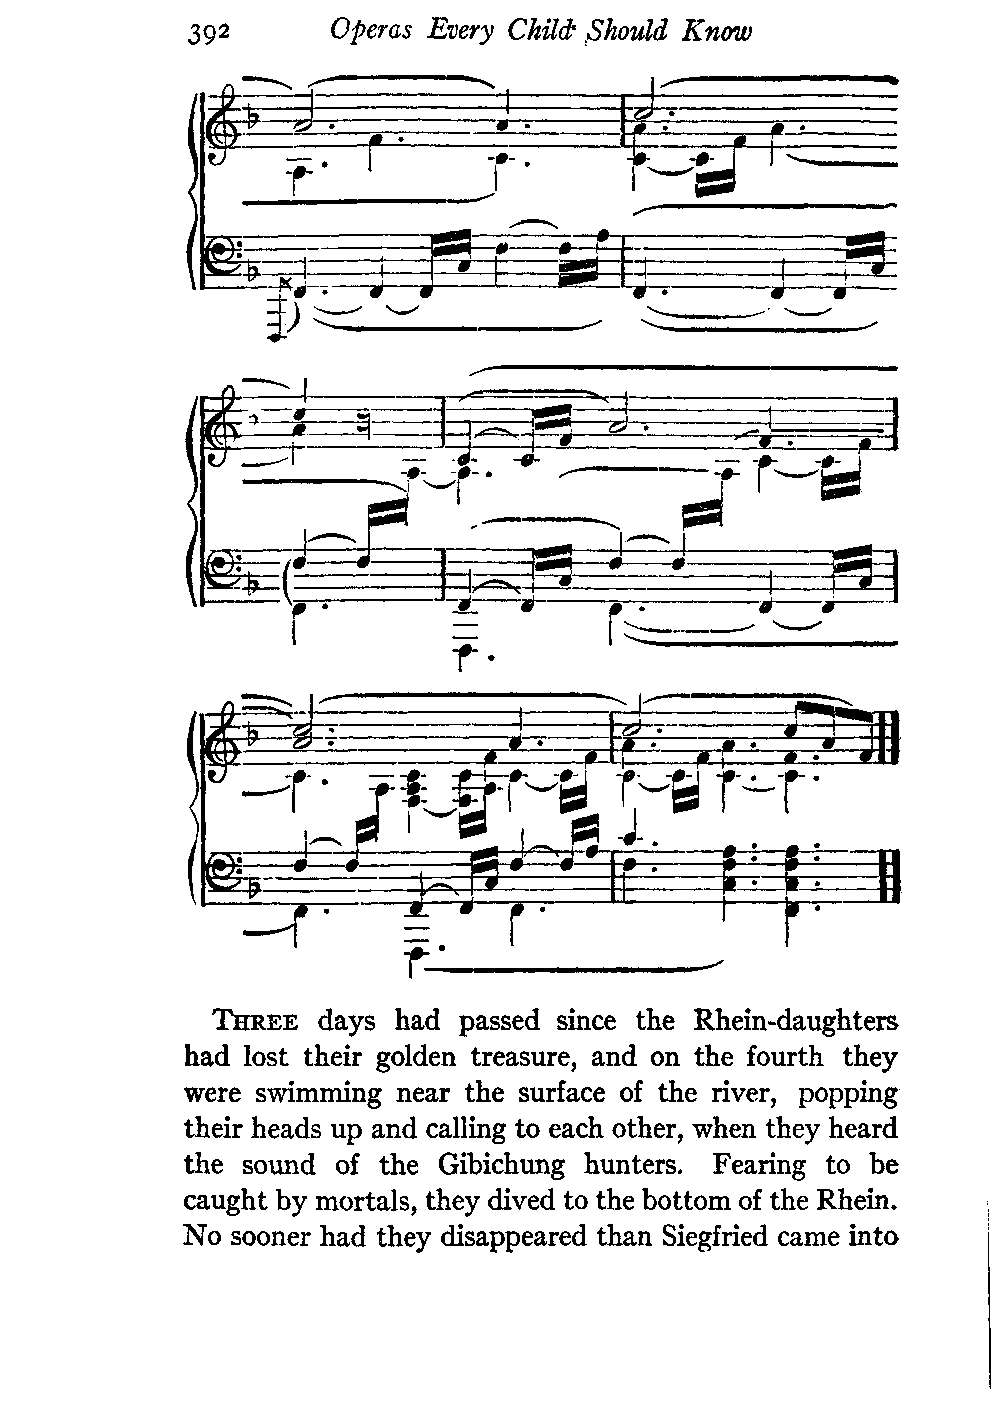 392 Operas Every Child Should Know
THREE days had passed since the Rhein-daughters
had lost their golden treasure, and on the fourth they
were swimming near the surface of the river, popping
their heads up and calling to each other, when they heard
the sound of the Gibichung hunters. Fearing to be
caught by mortals, they dived to the bottom of the Rhein.
No sooner had they disappeared than Siegfried came into